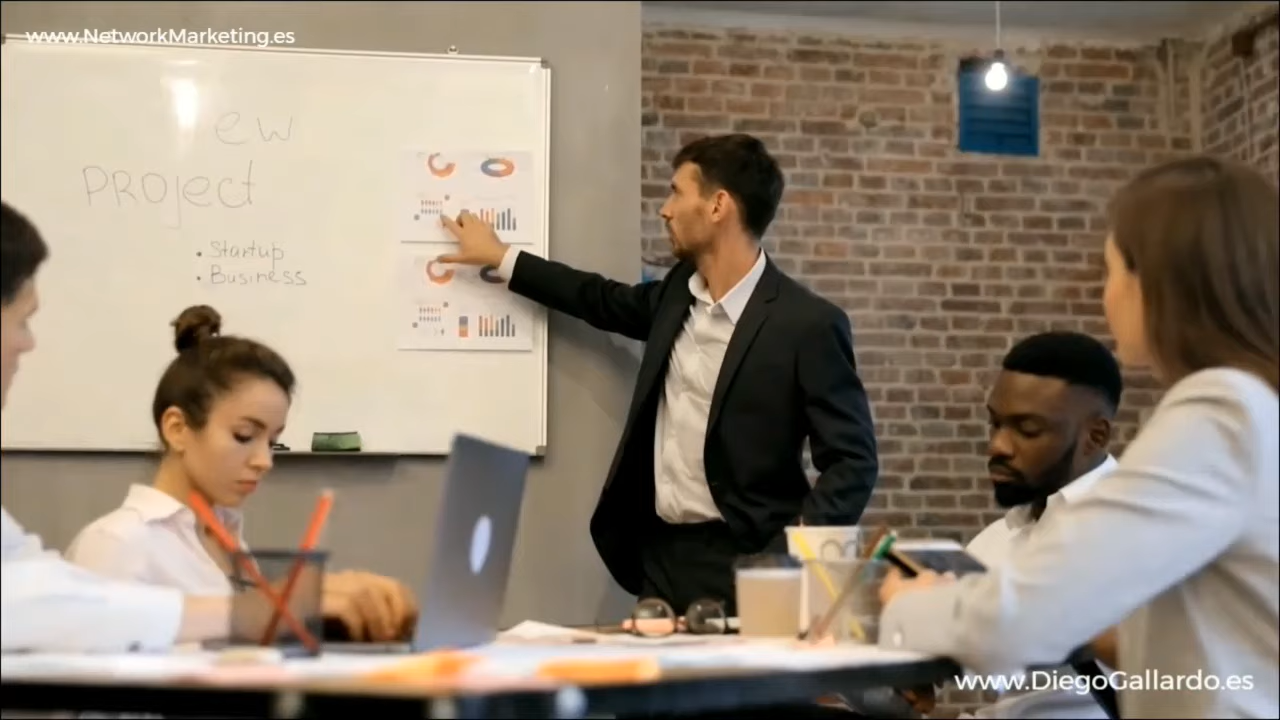 www.NetworkMarketing.es
ew
PROject
• Startup
• Business
www.DiegoGallardo.es